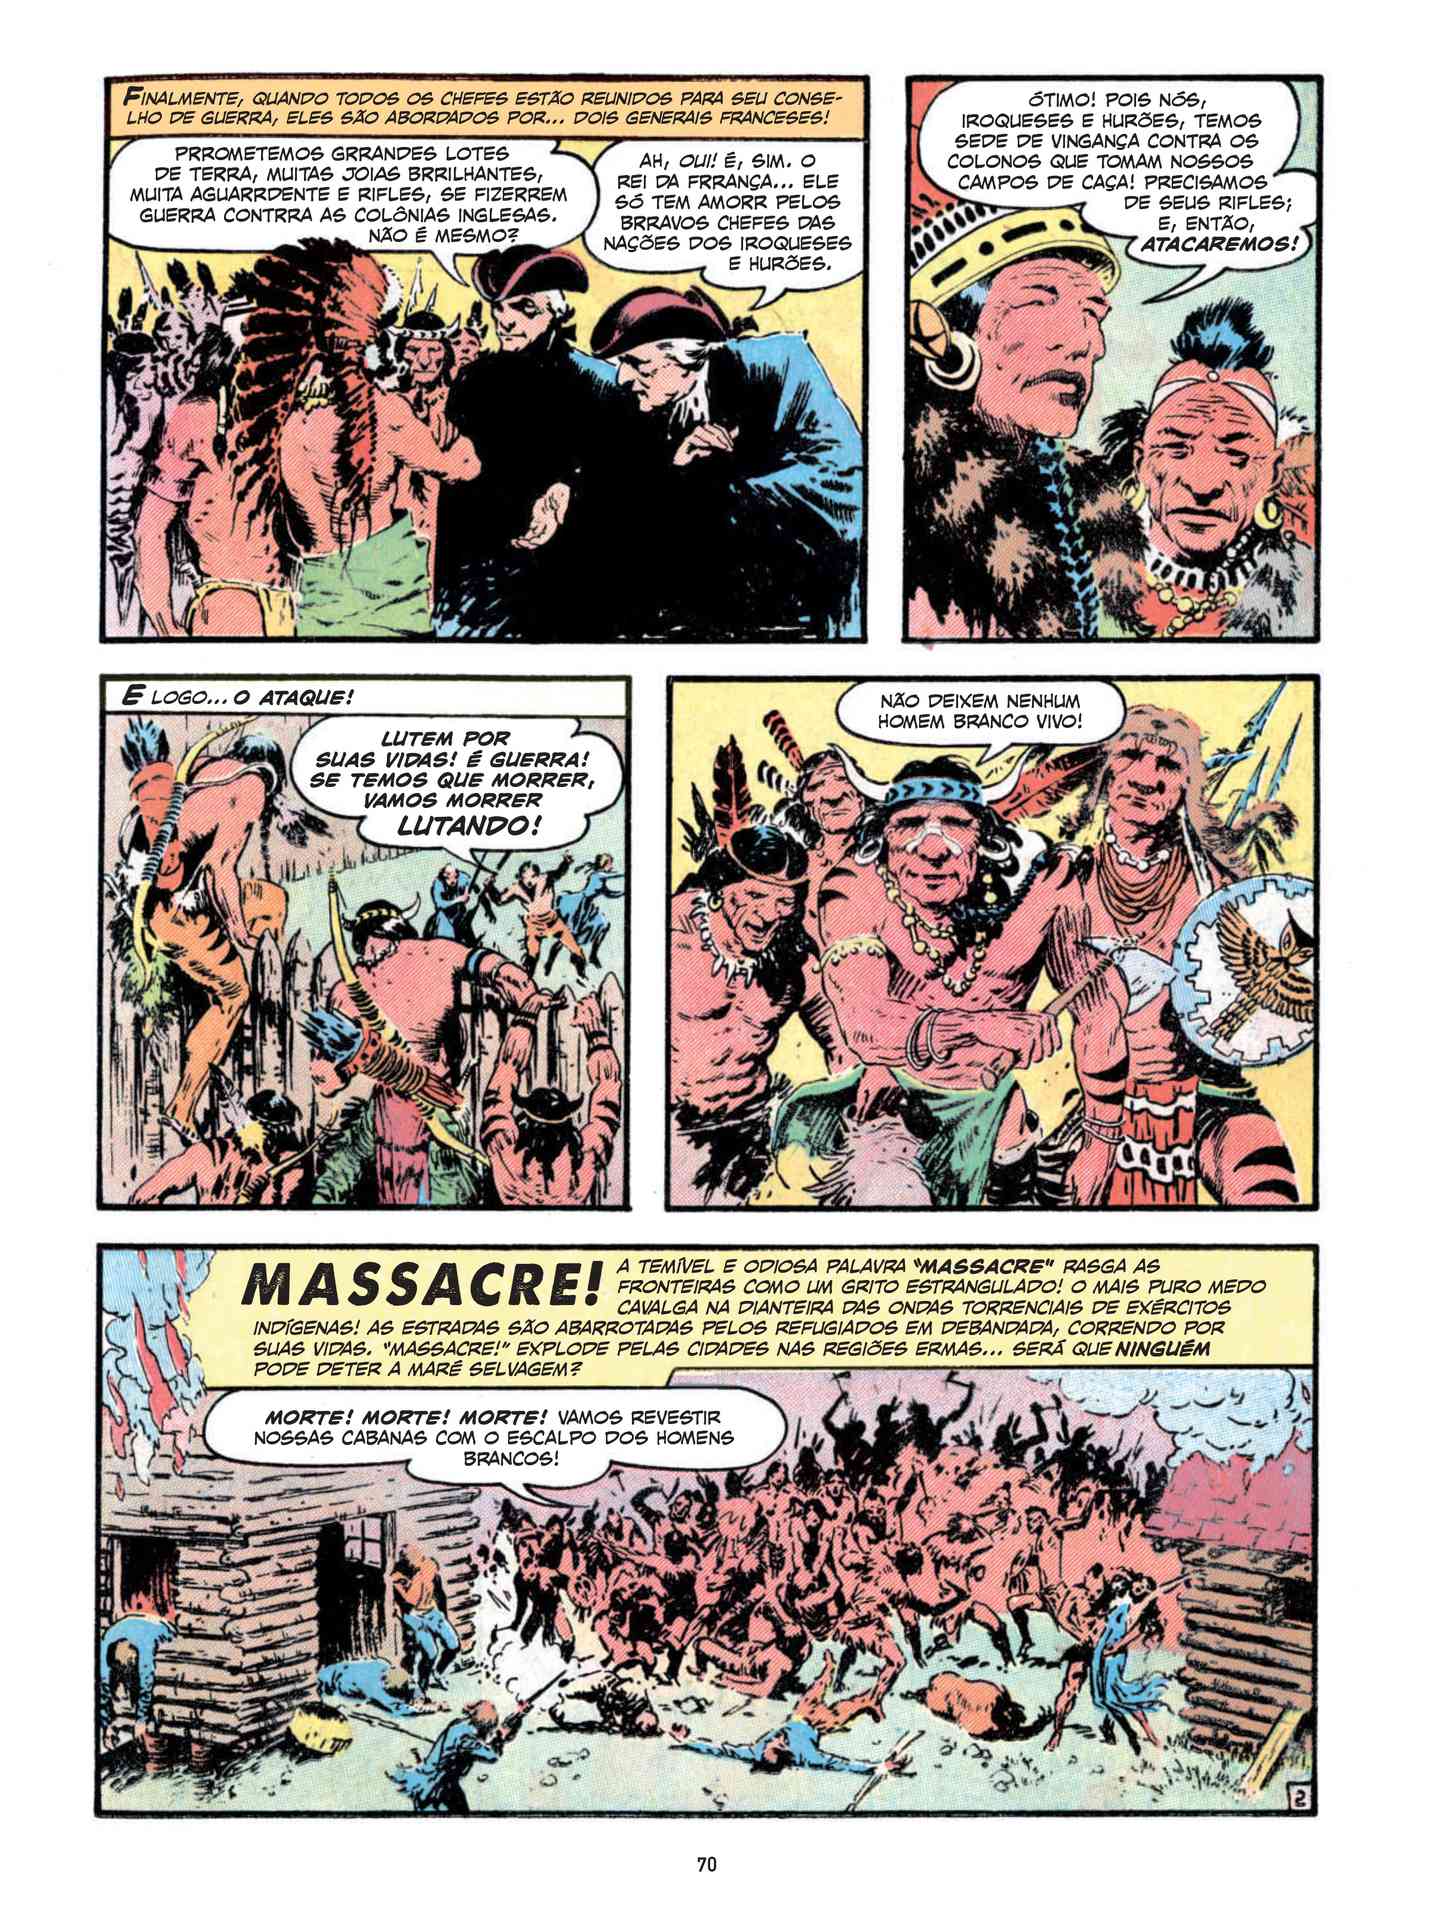 FINALMENTE, QUANDO TODOS OS CHEFES ESTÃO REUNIDOS PARA SEU CONSE-
LHO DE GUERRA, ELES SÃO ABORDADOS POR... DOIS GENERAIS FRANCESES!
PRROMETEMOS GRRANDES LOTES
DE TERRA, MUITAS JOIAS BRRILHANTES,
MUITA AGUARRDENTE E RIFLES, SE FIZERREM
GUERRA CONTRRA AS COLÔNIAS INGLESAS.
NÃO É MESMO?
AH, OUI! É, SIM. O
REI DA FRRANÇA... ELE
SÓ TEM AMORR PELOS
BRRAVOS CHEFES DAS
NAÇÕES DOS IROQUESES
E HURÕES.
ÓTIMO! POIS NÓS,
IROQUESES E HURÕES, TEMOS
SEDE DE VINGANÇA CONTRA OS
COLONOS QUE TOMAM NOSSOS
CAMPOS DE CAÇA! PRECISAMOS
DE SEUS RIFLES;
E, ENTÃO,
ATACAREMOS!
E LOGO... O ATAQUE!
LUTEM POR
SUAS VIDAS! É GUERRA!
SE TEMOS QUE MORRER,
VAMOS MORRER
LUTANDO!
NÃO DEIXEM NENHUM
HOMEM BRANCO VIVO!
MASSACRE!
A TEMÍVEL E ODIOSA PALAVRA "MASSACRE" RASGA AS
FRONTEIRAS COMO UM GRITO ESTRANGULADO! O MAIS PURO MEDO
CAVALGA NA DIANTEIRA DAS ONDAS TORRENCIAIS DE EXÉRCITOS
INDÍGENAS! AS ESTRADAS SÃO ABARROTADAS PELOS REFUGIADOS EM DEBANDADA, CORRENDO POR
SUAS VIDAS. "MASSACRE!" EXPLODE PELAS CIDADES NAS REGIÕES ERMAS... SERÁ QUE NINGUÉM
PODE DETER A MARÉ SELVAGEM?
MORTE! MORTE! MORTE! VAMOS REVESTIR
NOSSAS CABANAS COM O ESCALPO DOS HOMENS
BRANCOS!
2
70